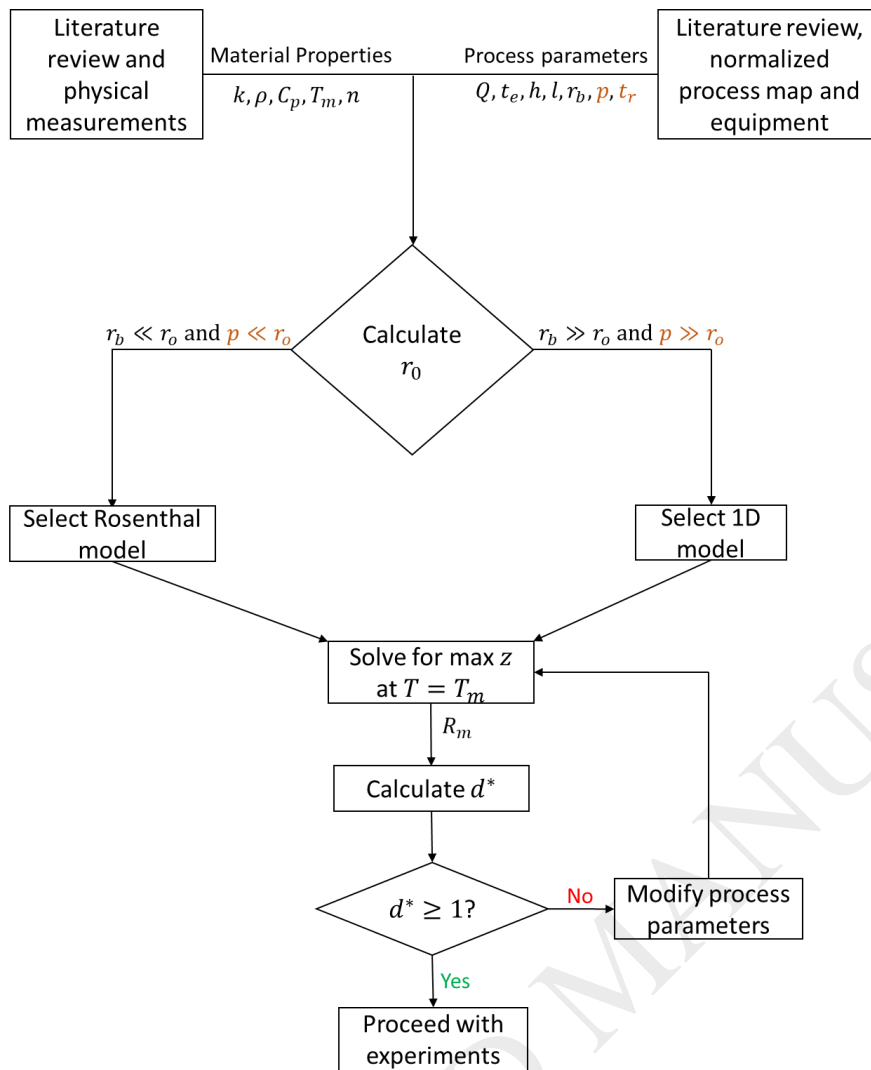 Literature
review and
physical
measurements
Material Properties
k, ρ, C_p, T_m, n
Process parameters
Q, t_e, h, l, r_b, p, t_r
Literature review,
normalized
process map and
equipment
Calculate
r_0
r_b ≪ r_o and p ≪ r_o
r_b ≫ r_o and p ≫ r_o
Select Rosenthal
model
Select 1D
model
Solve for max z
at T = T_m
R_m
Calculate d*
d* ≥ 1?
No
Modify process
parameters
Yes
Proceed with
experiments
D MANUS